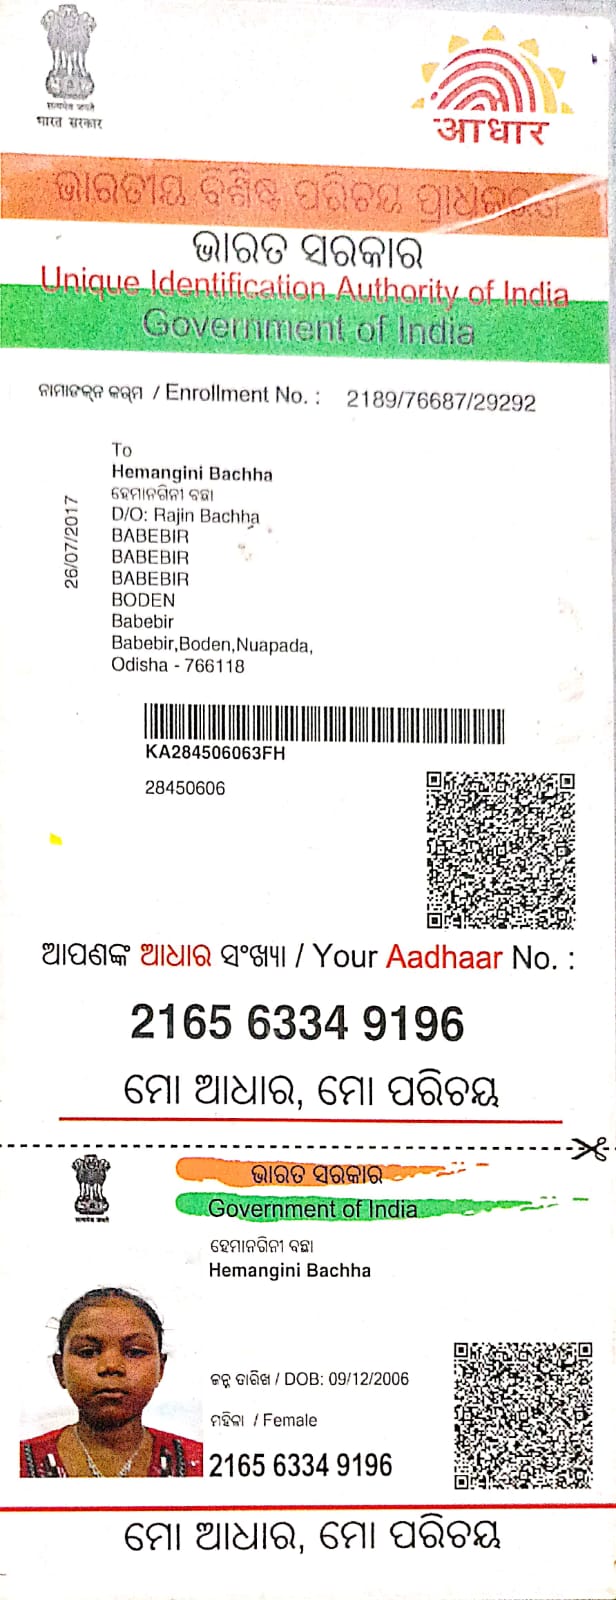 सत्यमेव जयते
भारत सरकार
आधार
ଭାରତୀୟ ବିଶିଷ୍ଟ ପରିଚୟ ପ୍ରାଧିକରଣ
ଭାରତ ସରକାର
Unique Identification Authority of India
Government of India
ନାମାଙ୍କନ କ୍ରମ / Enrollment No. : 2189/76687/29292
26/07/2017
To
Hemangini Bachha
ହେମାନଗିନୀ ବଛା
D/O: Rajin Bachha
BABEBIR
BABEBIR
BABEBIR
BODEN
Babebir
Babebir,Boden,Nuapada,
Odisha - 766118
KA284506063FH
28450606
ଆପଣଙ୍କ ଆଧାର ସଂଖ୍ୟା / Your Aadhaar No. :
2165 6334 9196
ମୋ ଆଧାର, ମୋ ପରିଚୟ
ଭାରତ ସରକାର
Government of India
ହେମାନଗିନୀ ବଛା
Hemangini Bachha
ଜନ୍ମ ତାରିଖ / DOB: 09/12/2006
ମହିଳା / Female
2165 6334 9196
ମୋ ଆଧାର, ମୋ ପରିଚୟ